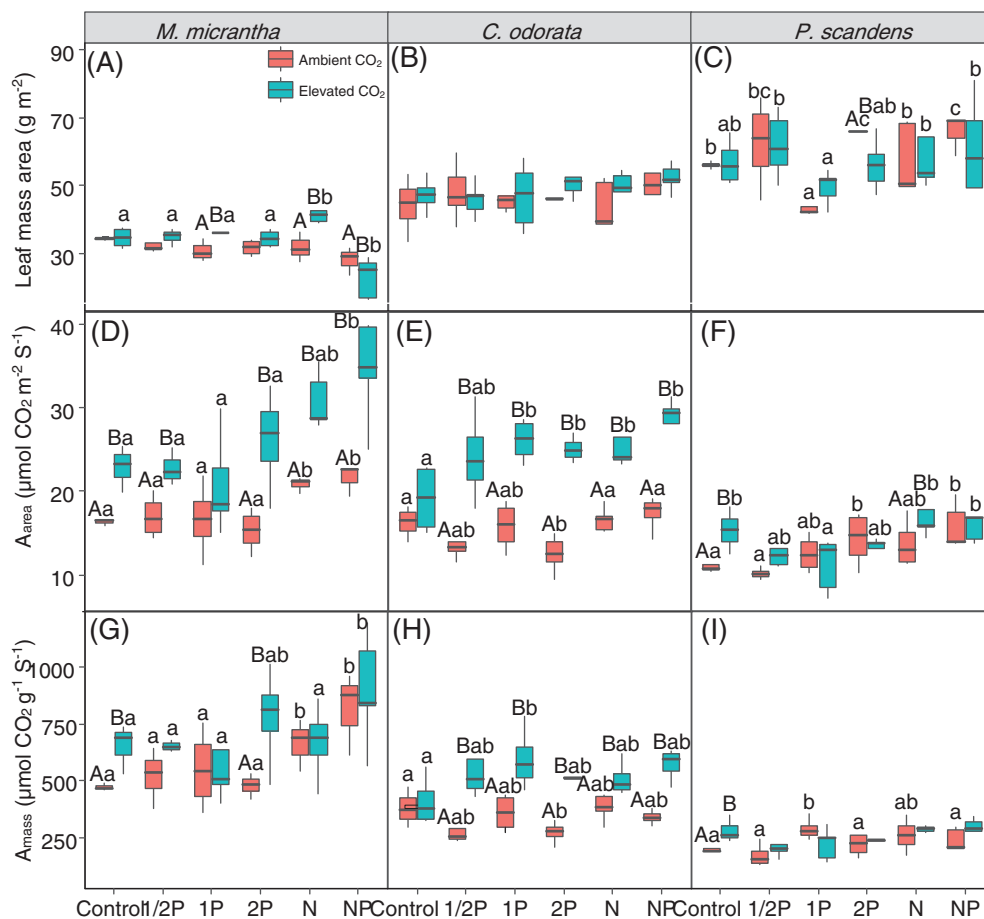 M. micrantha C. odorata P. scandens
Leaf mass area (g m-2)
90
70
50
30
(A)
Ambient CO2
Elevated CO2
a a A Ba a A Bb A Bb
(B)
(C)
b ab bc b a a Ac Bab b b c b
Aarea (μmol CO2 m-2 S-1)
40
30
20
10
(D)
Aa Ba Aa Ba a a Aa Ba Ab Bab Ab Bb
(E)
a a Aab Bab Aab Bb Ab Bb Aa Bb Aa Bb
(F)
Aa Bb a ab ab a b ab Aab Bb b b
Amass (μmol CO2 g-1 S-1)
1000
750
500
250
(G)
Aa Ba a a a Aa Bab b a b b
(H)
a a Aab Bab Aab Bb Ab Bab Aab Bab Aab Bab
(I)
Aa B a b a ab a
Control 1/2P 1P 2P N NP Control 1/2P 1P 2P N NP Control 1/2P 1P 2P N NP